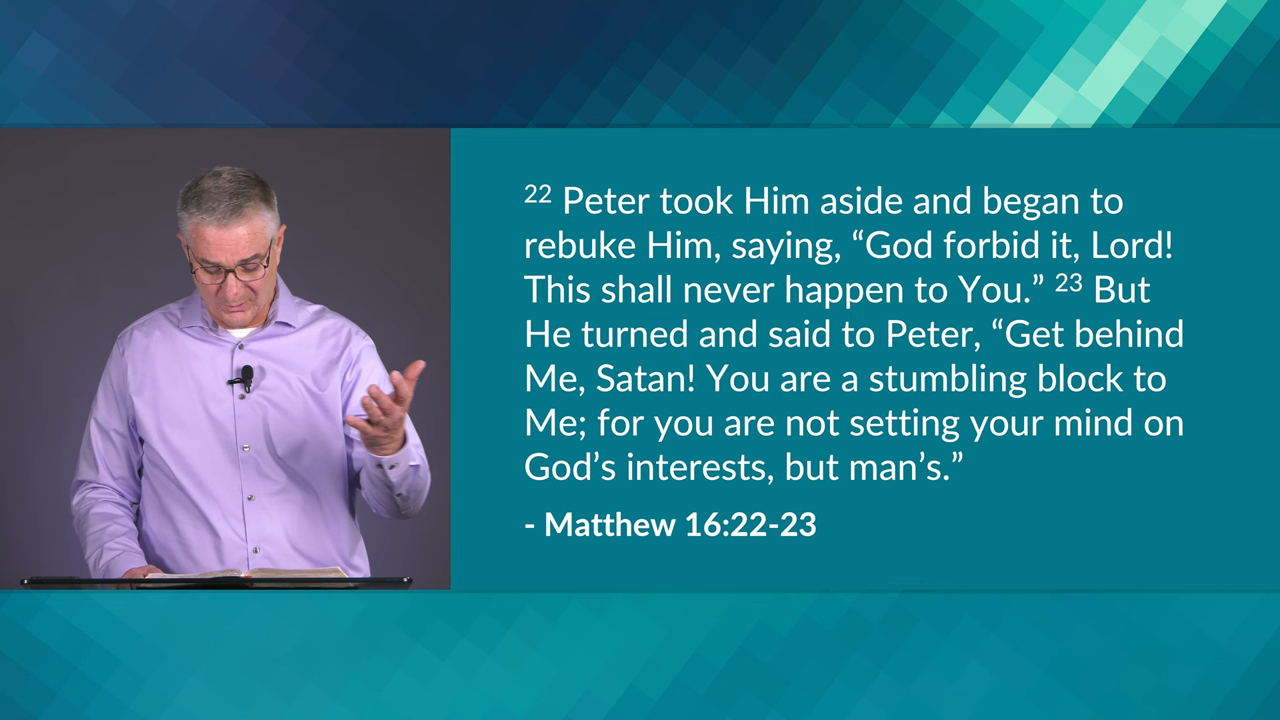 22 Peter took Him aside and began to
rebuke Him, saying, “God forbid it, Lord!
This shall never happen to You.” 23 But
He turned and said to Peter, “Get behind
Me, Satan! You are a stumbling block to
Me; for you are not setting your mind on
God’s interests, but man’s.”
- Matthew 16:22-23